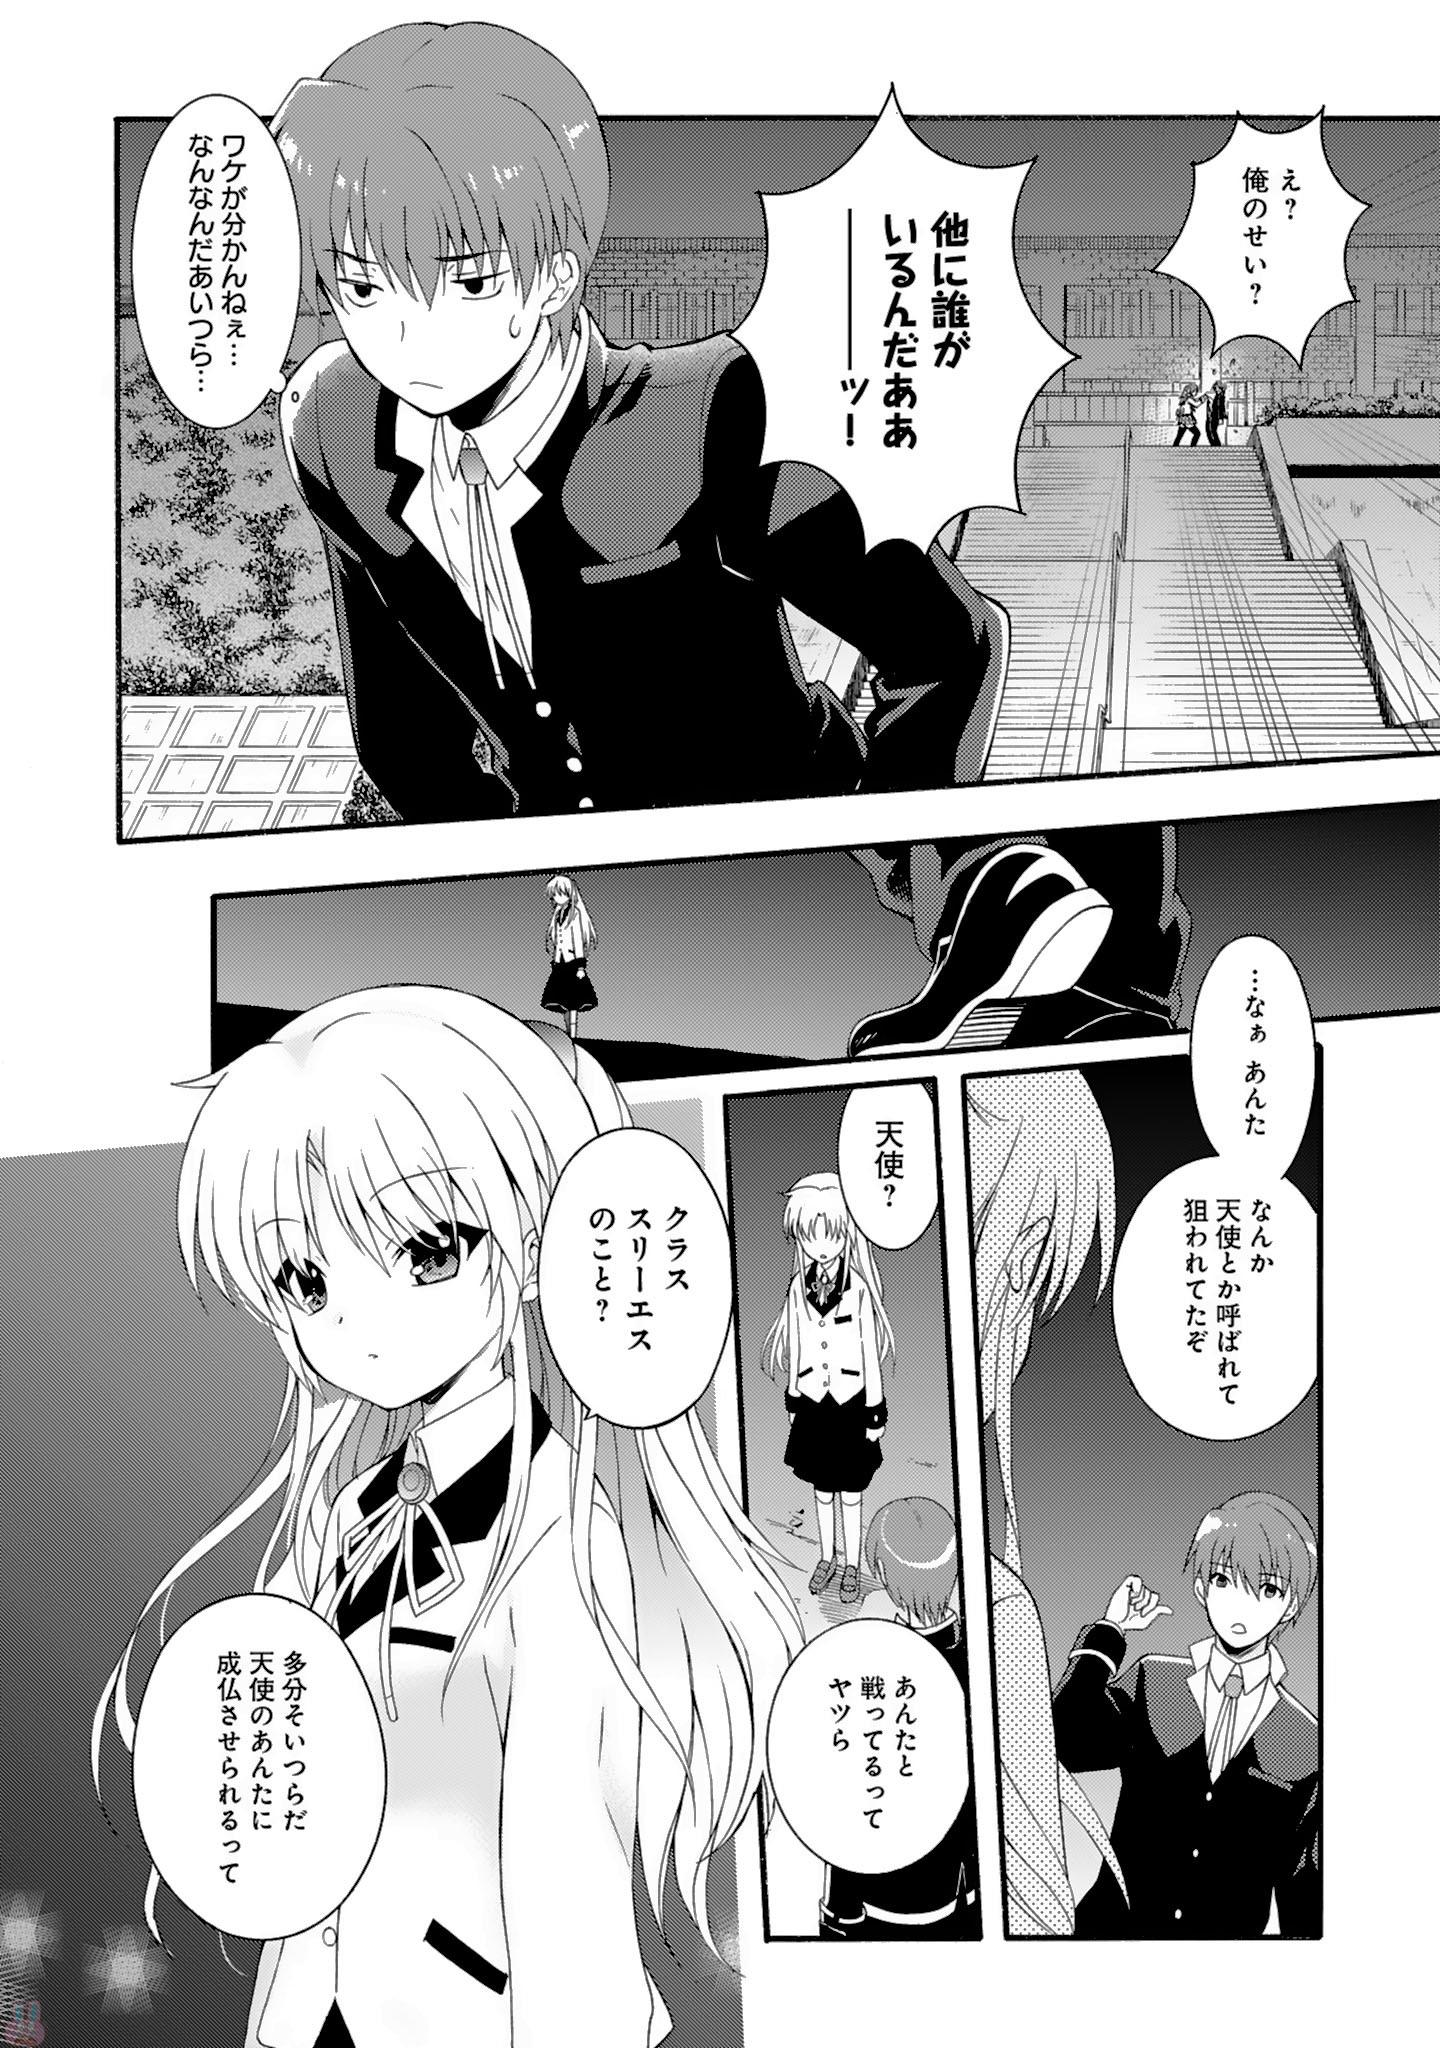 え？
俺のせい？
他に誰が
いるんだああ
――ッ！
ワケが分かんねぇ…
なんなんだあいつら…
…なぁ あんた
なんか
天使とか呼ばれて
狙われてたぞ
天使？
あんたと
戦ってるって
ヤツら
クラス
スリーエス
のこと？
多分そいつらだ
天使のあんたに
成仏させられるって